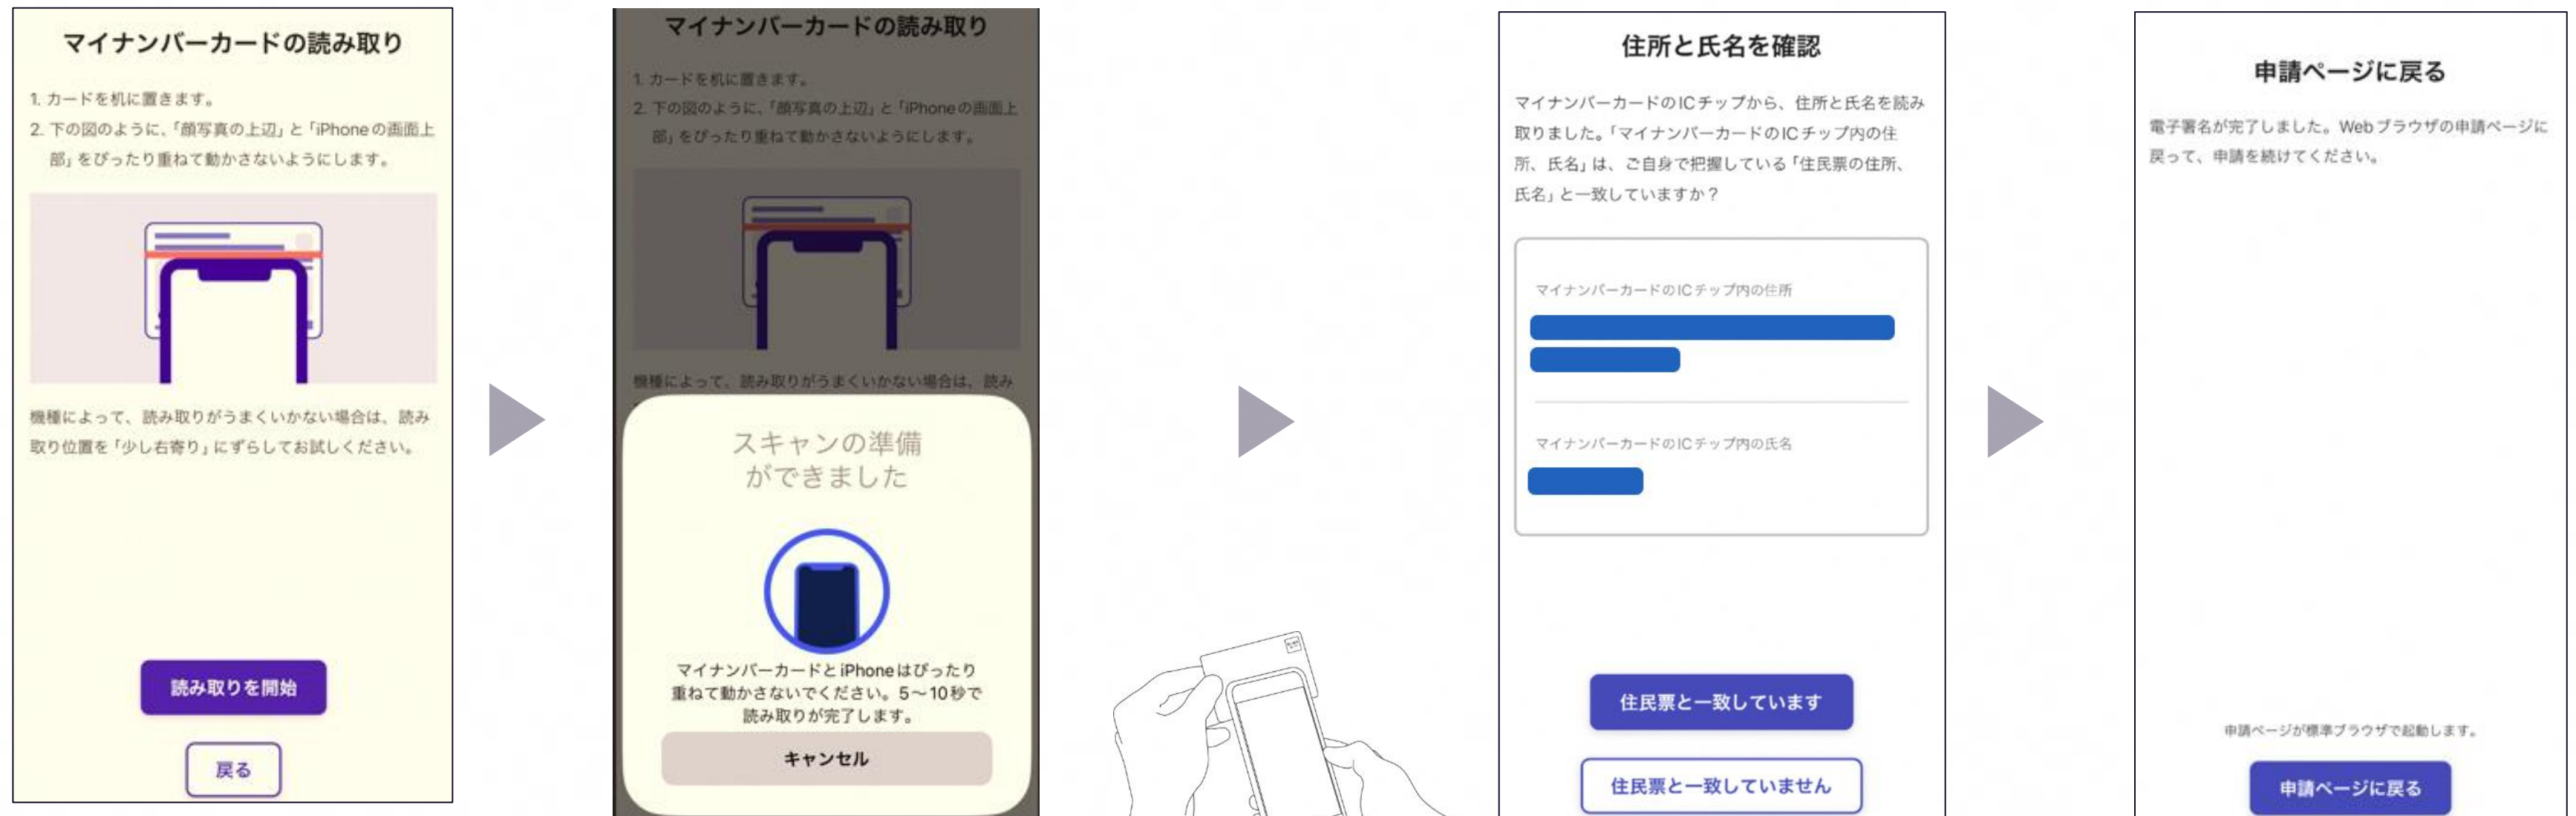 マイナンバーカードの読み取り
1. カードを机に置きます。
2. 下の図のように、「顔写真の上辺」と「iPhoneの画面上
部」をぴったり重ねて動かさないようにします。
機種によって、読み取りがうまくいかない場合は、読み
取り位置を「少し右寄り」にずらしてお試しください。
読み取りを開始
戻る
マイナンバーカードの読み取り
1. カードを机に置きます。
2. 下の図のように、「顔写真の上辺」と「iPhoneの画面上
部」をぴったり重ねて動かさないようにします。
機種によって、読み取りがうまくいかない場合は、読み
スキャンの準備
ができました
マイナンバーカードとiPhoneはぴったり
重ねて動かさないでください。5～10秒で
読み取りが完了します。
キャンセル
住所と氏名を確認
マイナンバーカードのICチップから、住所と氏名を読み
取りました。「マイナンバーカードのICチップ内の住
所、氏名」は、ご自身で把握している「住民票の住所、
氏名」と一致していますか？
マイナンバーカードのICチップ内の住所
マイナンバーカードのICチップ内の氏名
住民票と一致しています
住民票と一致していません
申請ページに戻る
電子署名が完了しました。Webブラウザの申請ページに
戻って、申請を続けてください。
申請ページが標準ブラウザで起動します。
申請ページに戻る